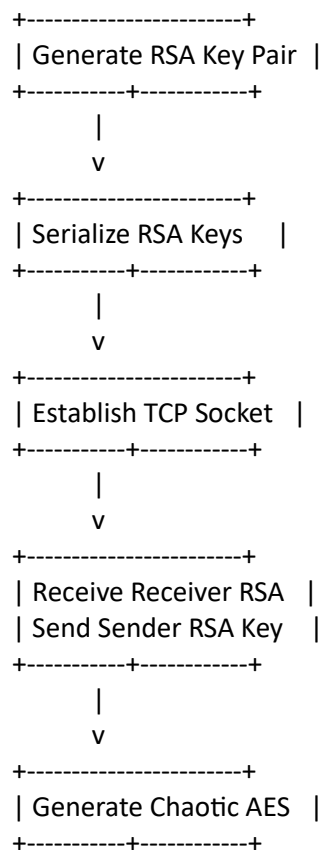 +------------------------+
| Generate RSA Key Pair |
+-----------+------------+
|
v
+------------------------+
| Serialize RSA Keys |
+-----------+------------+
|
v
+------------------------+
| Establish TCP Socket |
+-----------+------------+
|
v
+------------------------+
| Receive Receiver RSA |
| Send Sender RSA Key |
+-----------+------------+
|
v
+------------------------+
| Generate Chaotic AES |
+-----------+------------+